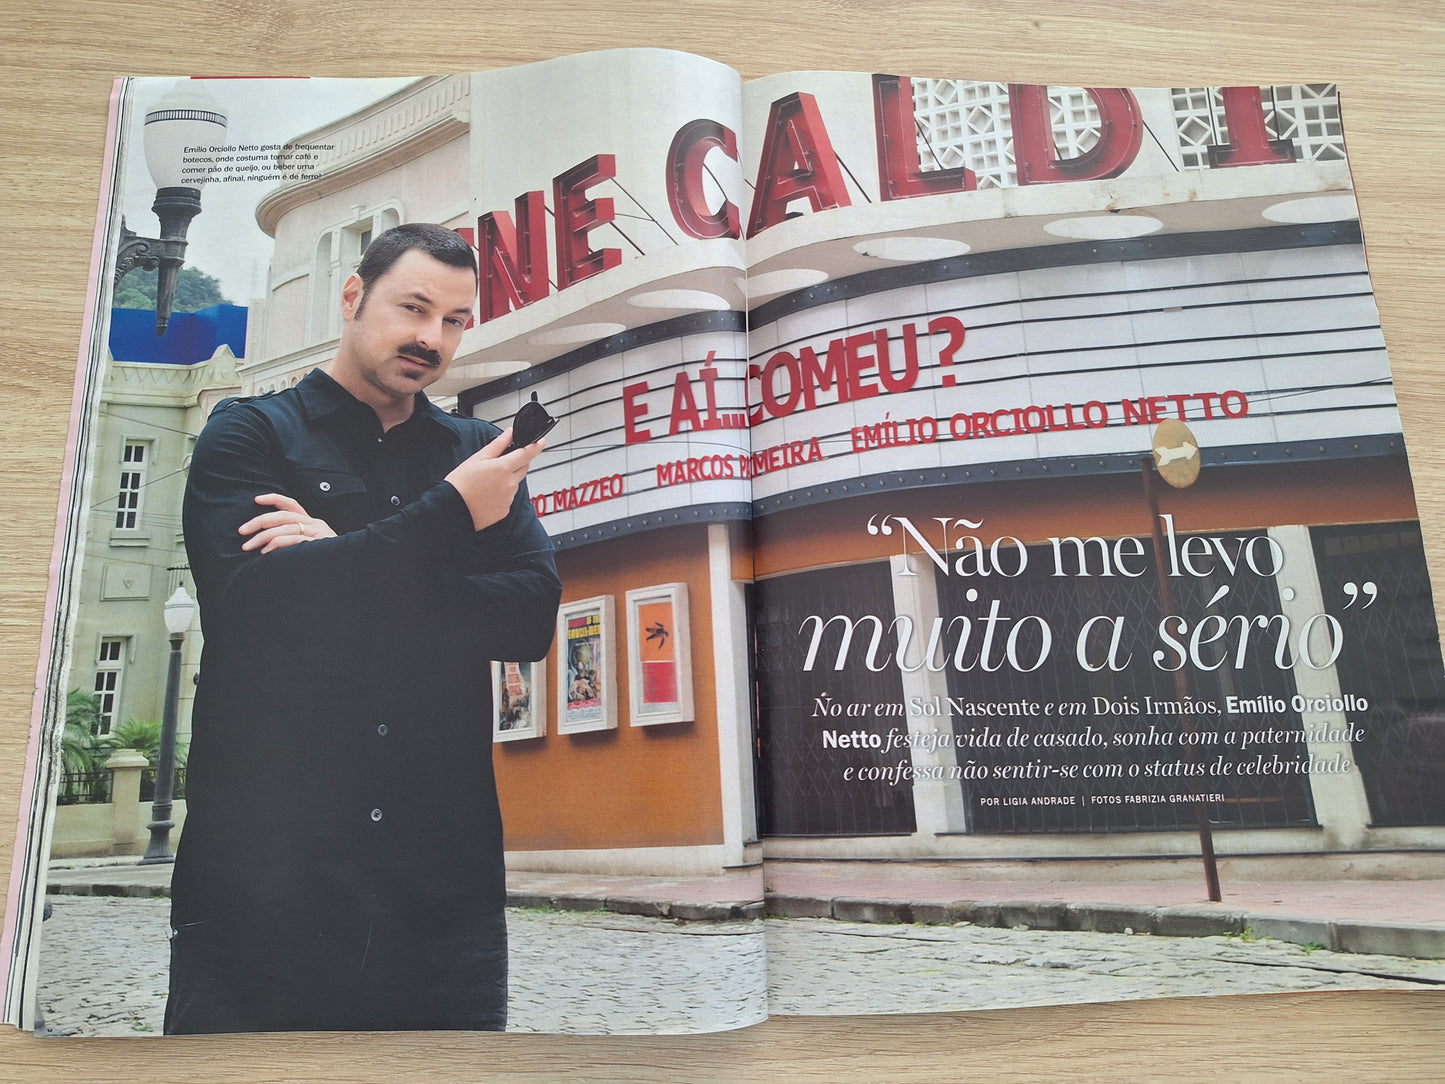 Emílio Orciollo Netto gosta de frequentar
botecos, onde costuma tomar café e
comer pão de queijo, ou beber uma
cervejinha, afinal, ninguém é de ferro!
INE CALDI
E AÍ...COMEU?
MAZZEO MARCOS PALMEIRA EMÍLIO ORCIOLLO NETTO
“Não me levo
muito a sério”
No ar em Sol Nascente e em Dois Irmãos, Emílio Orciollo
Netto festeja vida de casado, sonha com a paternidade
e confessa não sentir-se com o status de celebridade
POR LIGIA ANDRADE | FOTOS FABRIZIA GRANATIERI